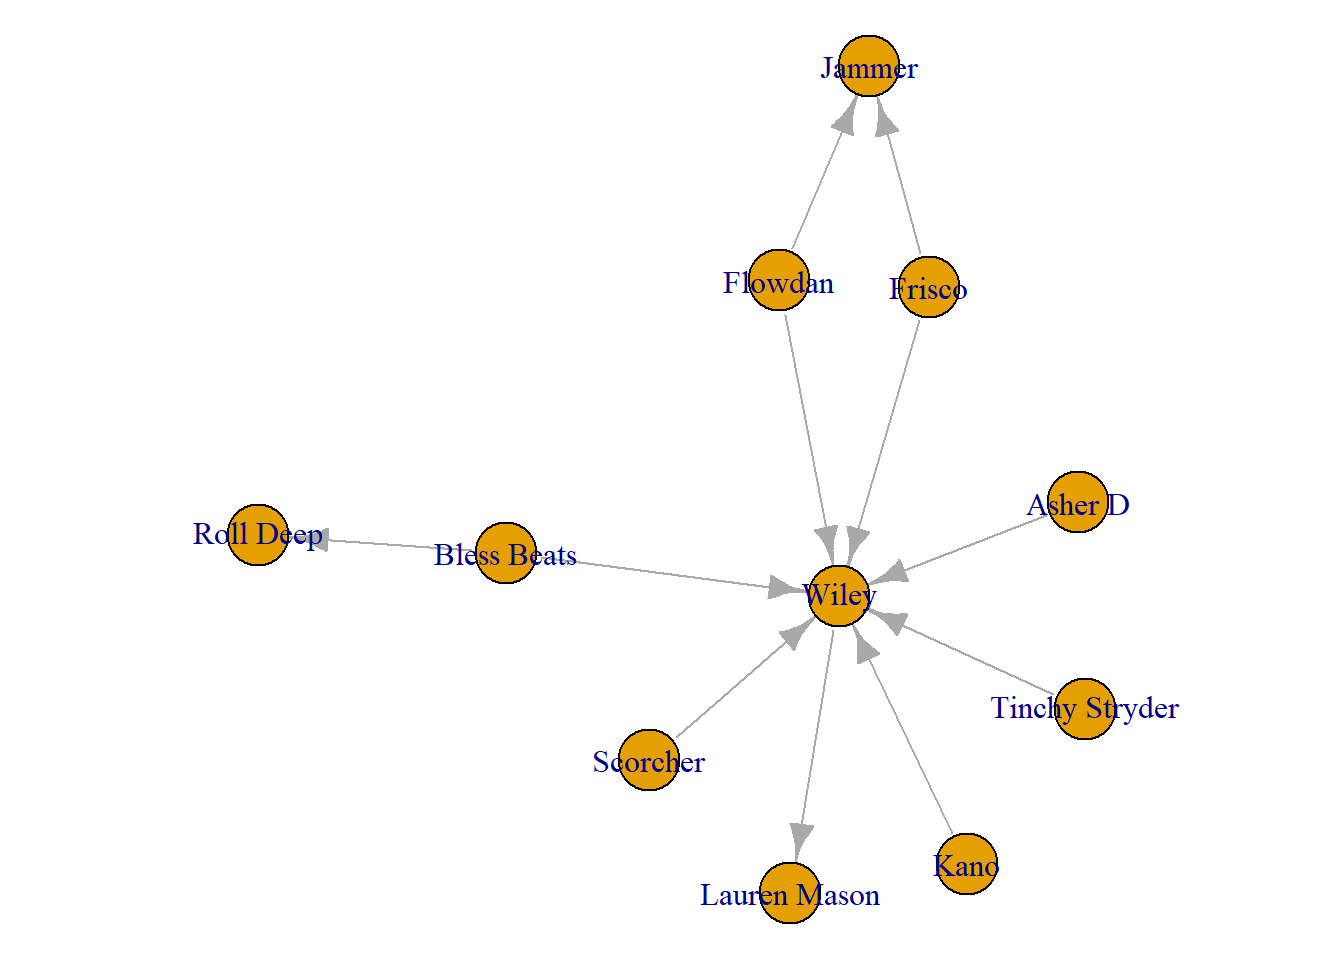 Jammer
Flowdan
Frisco
Asher D
Roll Deep
Bless Beats
Wiley
Tinchy Stryder
Scorcher
Kano
Lauren Mason